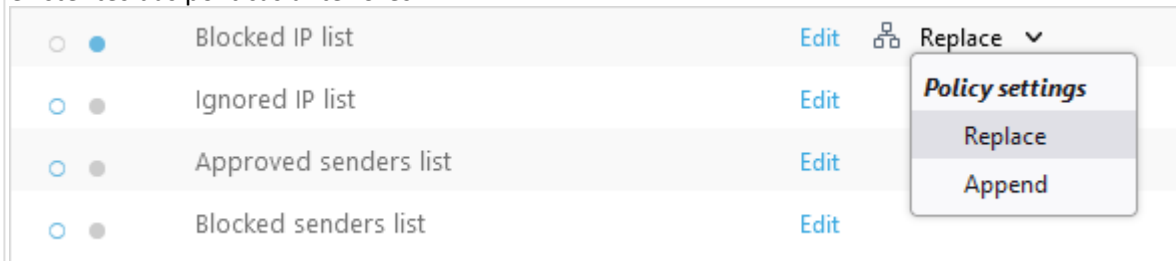 Blocked IP list Edit Replace
Policy settings
Ignored IP list Edit
Replace
Approved senders list Edit
Append
Blocked senders list Edit